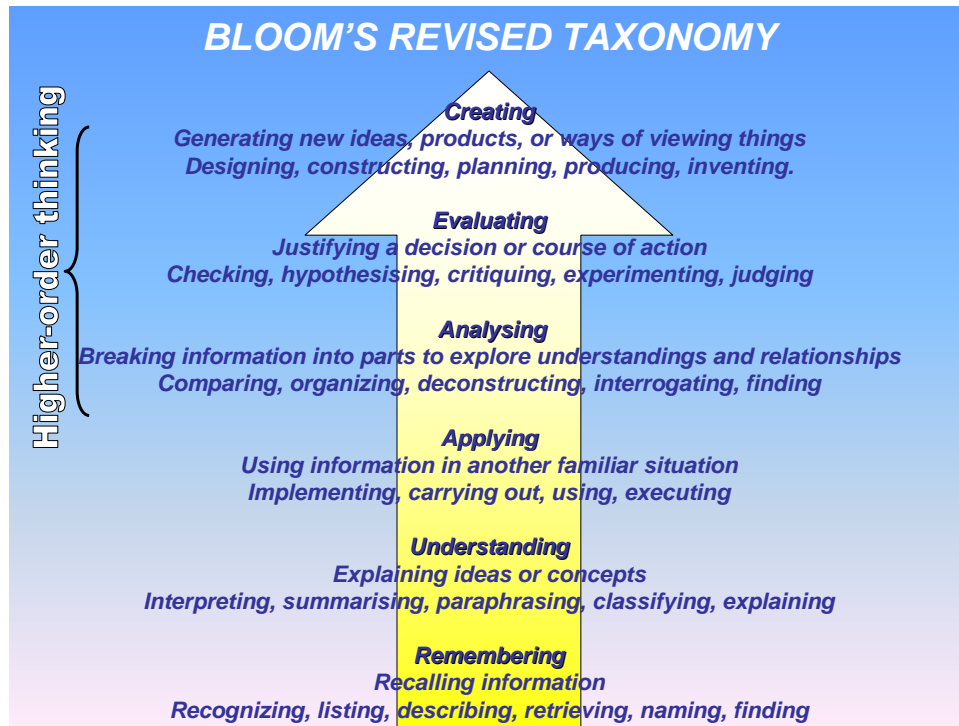 BLOOM'S REVISED TAXONOMY
Higher-order thinking
Creating
Generating new ideas, products, or ways of viewing things
Designing, constructing, planning, producing, inventing.
Evaluating
Justifying a decision or course of action
Checking, hypothesising, critiquing, experimenting, judging
Analysing
Breaking information into parts to explore understandings and relationships
Comparing, organizing, deconstructing, interrogating, finding
Applying
Using information in another familiar situation
Implementing, carrying out, using, executing
Understanding
Explaining ideas or concepts
Interpreting, summarising, paraphrasing, classifying, explaining
Remembering
Recalling information
Recognizing, listing, describing, retrieving, naming, finding